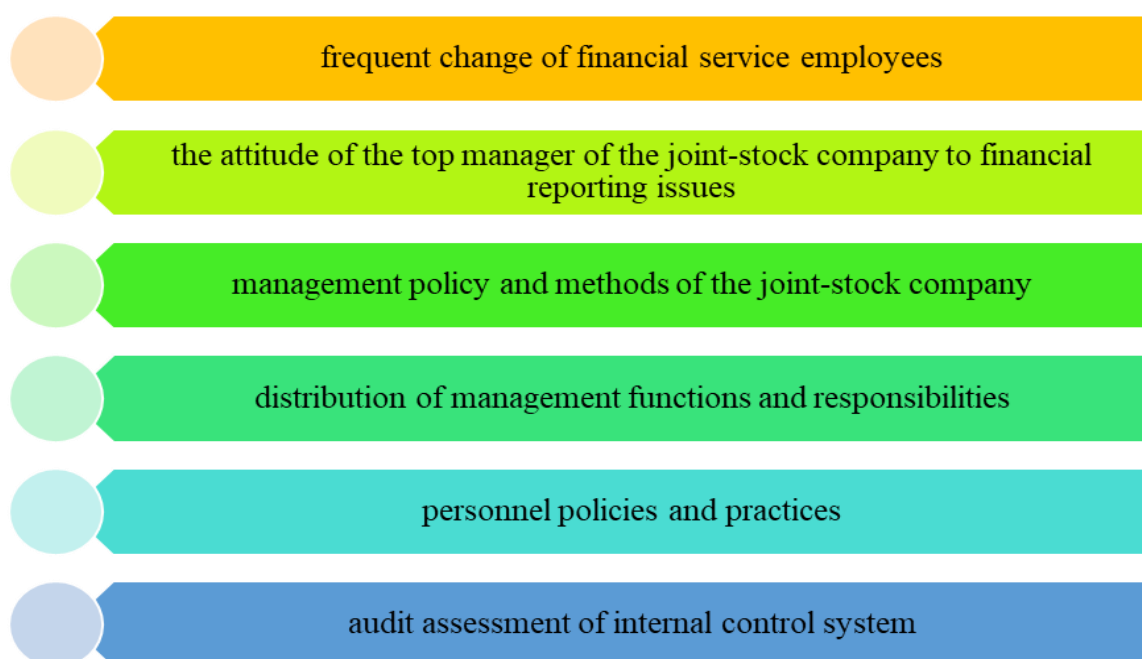 frequent change of financial service employees
the attitude of the top manager of the joint-stock company to financial
reporting issues
management policy and methods of the joint-stock company
distribution of management functions and responsibilities
personnel policies and practices
audit assessment of internal control system